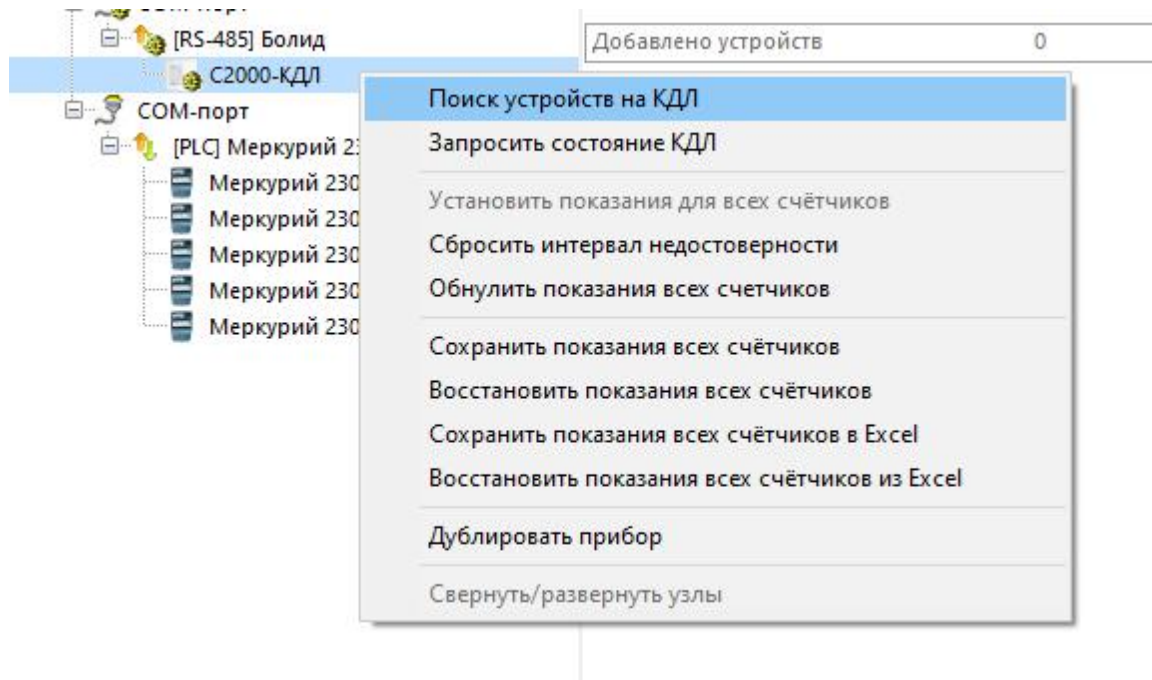 [RS-485] Болид
Добавлено устройств 0
С2000-КДЛ
COM-порт
[PLC] Меркурий
Меркурий 230
Меркурий 230
Меркурий 230
Меркурий 230
Меркурий 230
Поиск устройств на КДЛ
Запросить состояние КДЛ
Установить показания для всех счётчиков
Сбросить интервал недостоверности
Обнулить показания всех счетчиков
Сохранить показания всех счётчиков
Восстановить показания всех счётчиков
Сохранить показания всех счётчиков в Excel
Восстановить показания всех счётчиков из Excel
Дублировать прибор
Свернуть/развернуть узлы